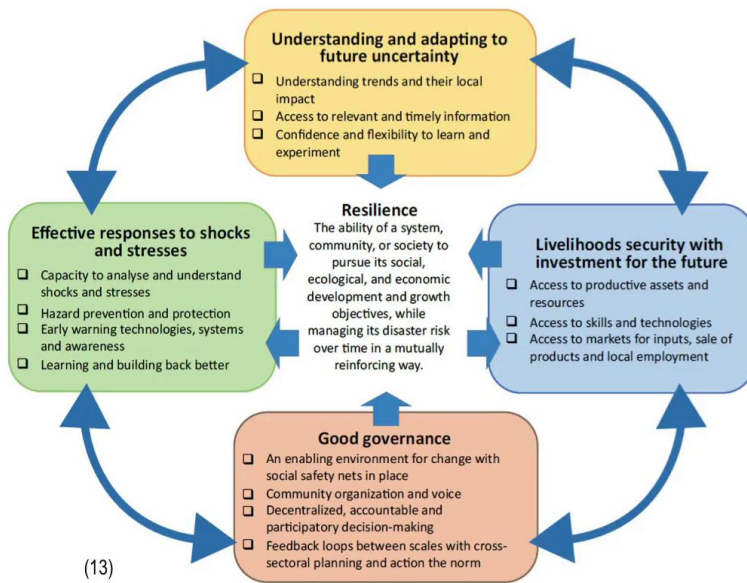 Understanding and adapting to
future uncertainty
❑ Understanding trends and their local
impact
❑ Access to relevant and timely information
❑ Confidence and flexibility to learn and
experiment
Effective responses to shocks
and stresses
❑ Capacity to analyse and understand
shocks and stresses
❑ Hazard prevention and protection
❑ Early warning technologies, systems
and awareness
❑ Learning and building back better
Resilience
The ability of a system,
community, or society to
pursue its social,
ecological, and economic
development and growth
objectives, while
managing its disaster risk
over time in a mutually
reinforcing way.
Livelihoods security with
investment for the future
❑ Access to productive assets and
resources
❑ Access to skills and technologies
❑ Access to markets for inputs, sale of
products and local employment
Good governance
❑ An enabling environment for change with
social safety nets in place
❑ Community organization and voice
❑ Decentralized, accountable and
participatory decision-making
❑ Feedback loops between scales with cross-
sectoral planning and action the norm
(13)